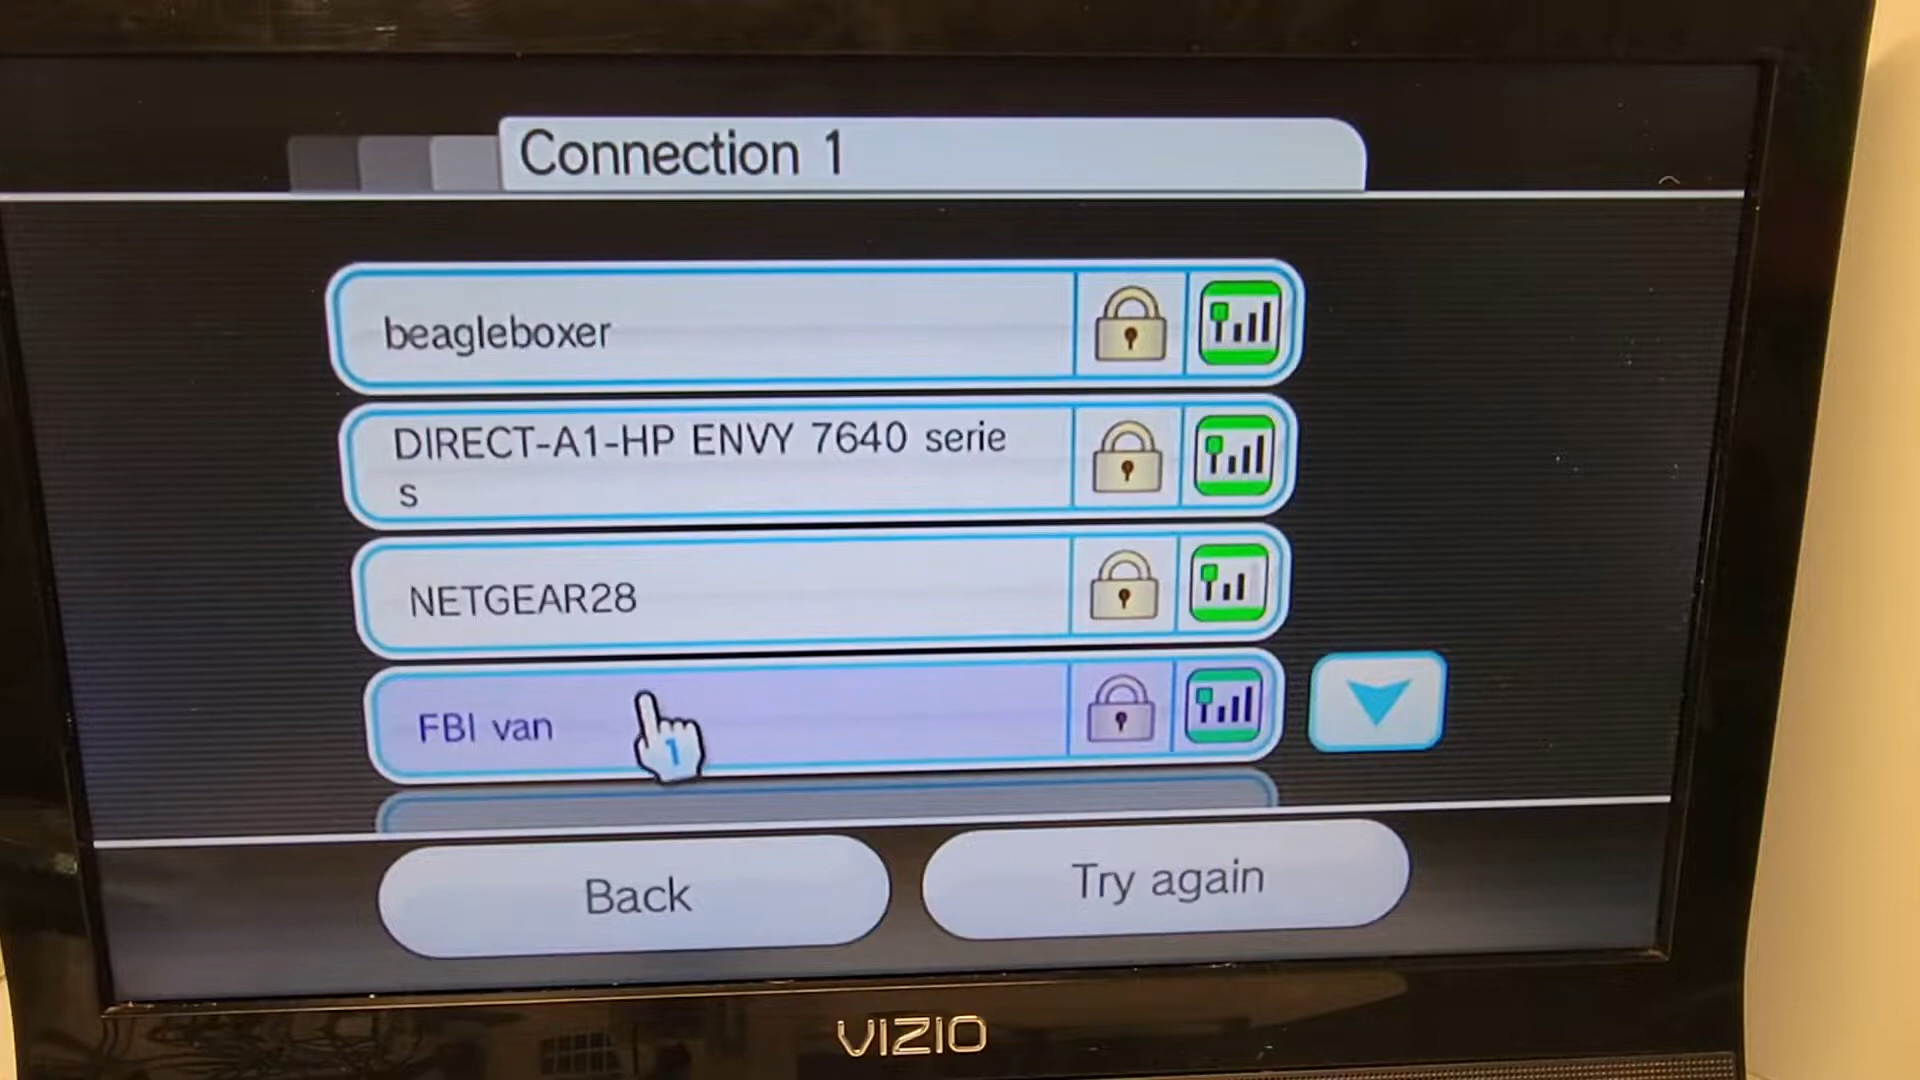 Connection 1
beagleboxer
DIRECT-A1-HP ENVY 7640 serie
s
NETGEAR28
FBI van
1
Back
Try again
VIZIO